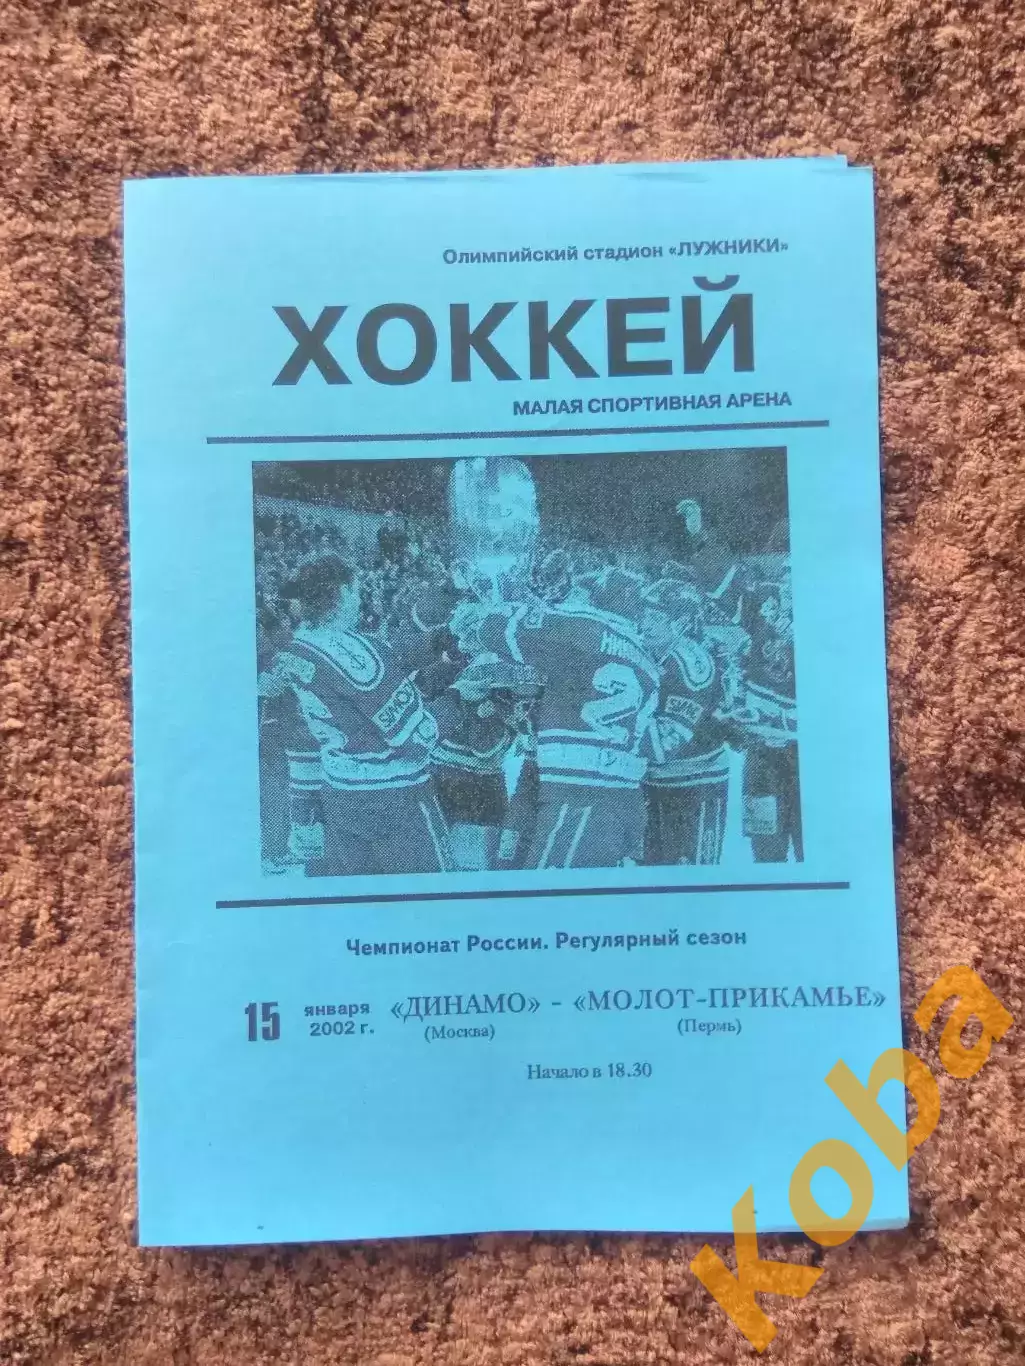 Олимпийский стадион «ЛУЖНИКИ»
ХОККЕЙ
МАЛАЯ СПОРТИВНАЯ АРЕНА
Чемпионат России. Регулярный сезон
15 января 2002 г. «ДИНАМО» - «МОЛОТ-ПРИКАМЬЕ»
(Москва) (Пермь)
Начало в 18.30
Koba